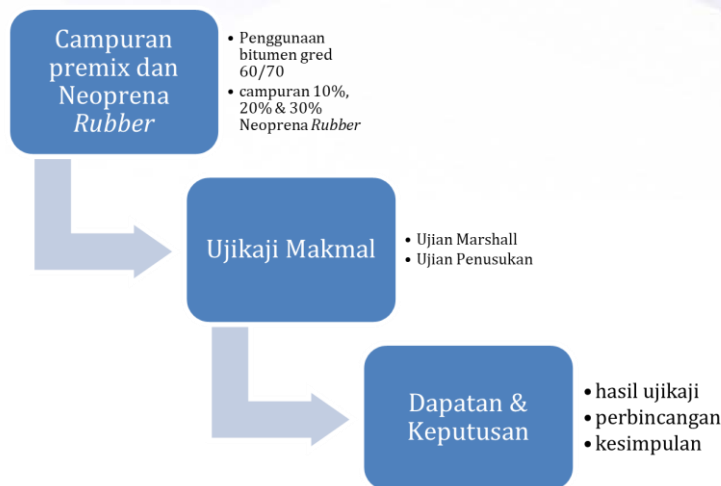 Campuran
premix dan
Neoprena
Rubber
• Penggunaan
bitumen gred
60/70
• campuran 10%,
20% & 30%
Neoprena Rubber
Ujikaji Makmal
• Ujian Marshall
• Ujian Penusukan
Dapatan &
Keputusan
• hasil ujikaji
• perbincangan
• kesimpulan